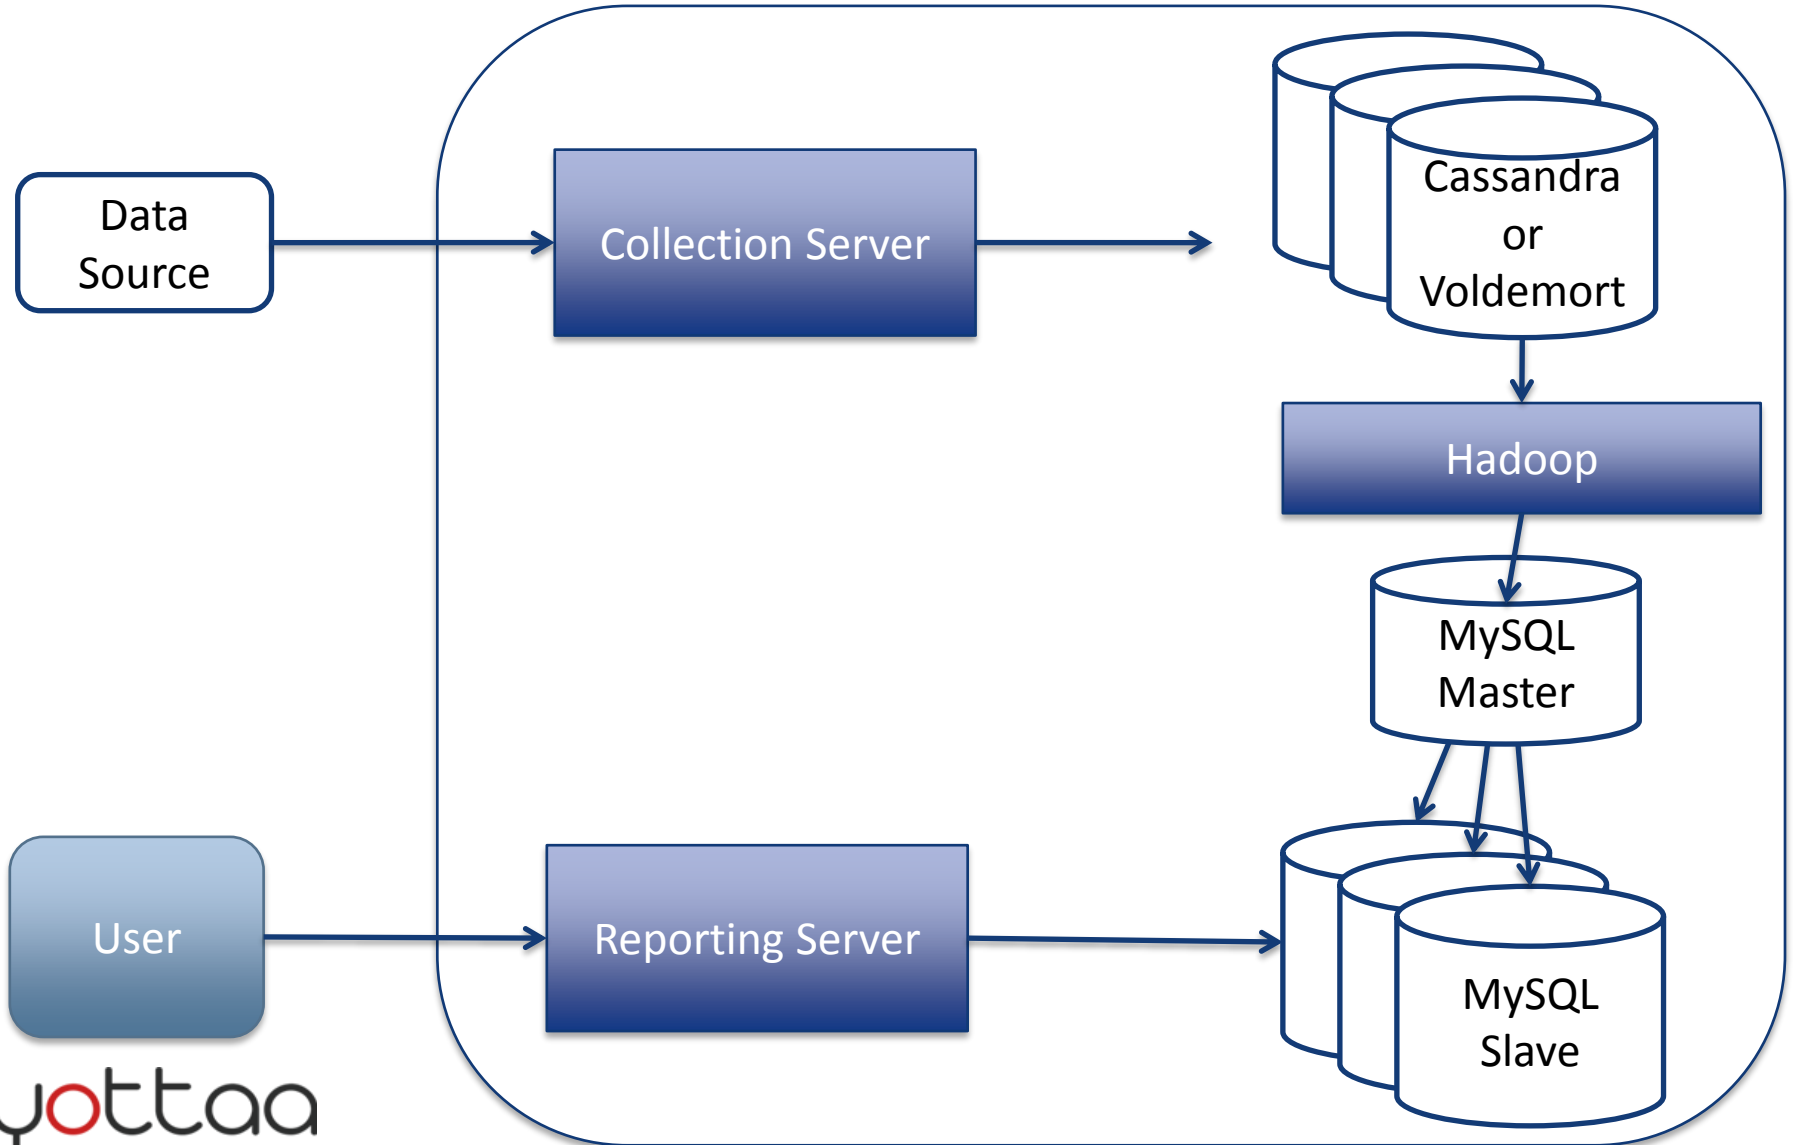 Data
Source
Collection Server
Cassandra
or
Voldemort
Hadoop
MySQL
Master
User
Reporting Server
MySQL
Slave
yottaa